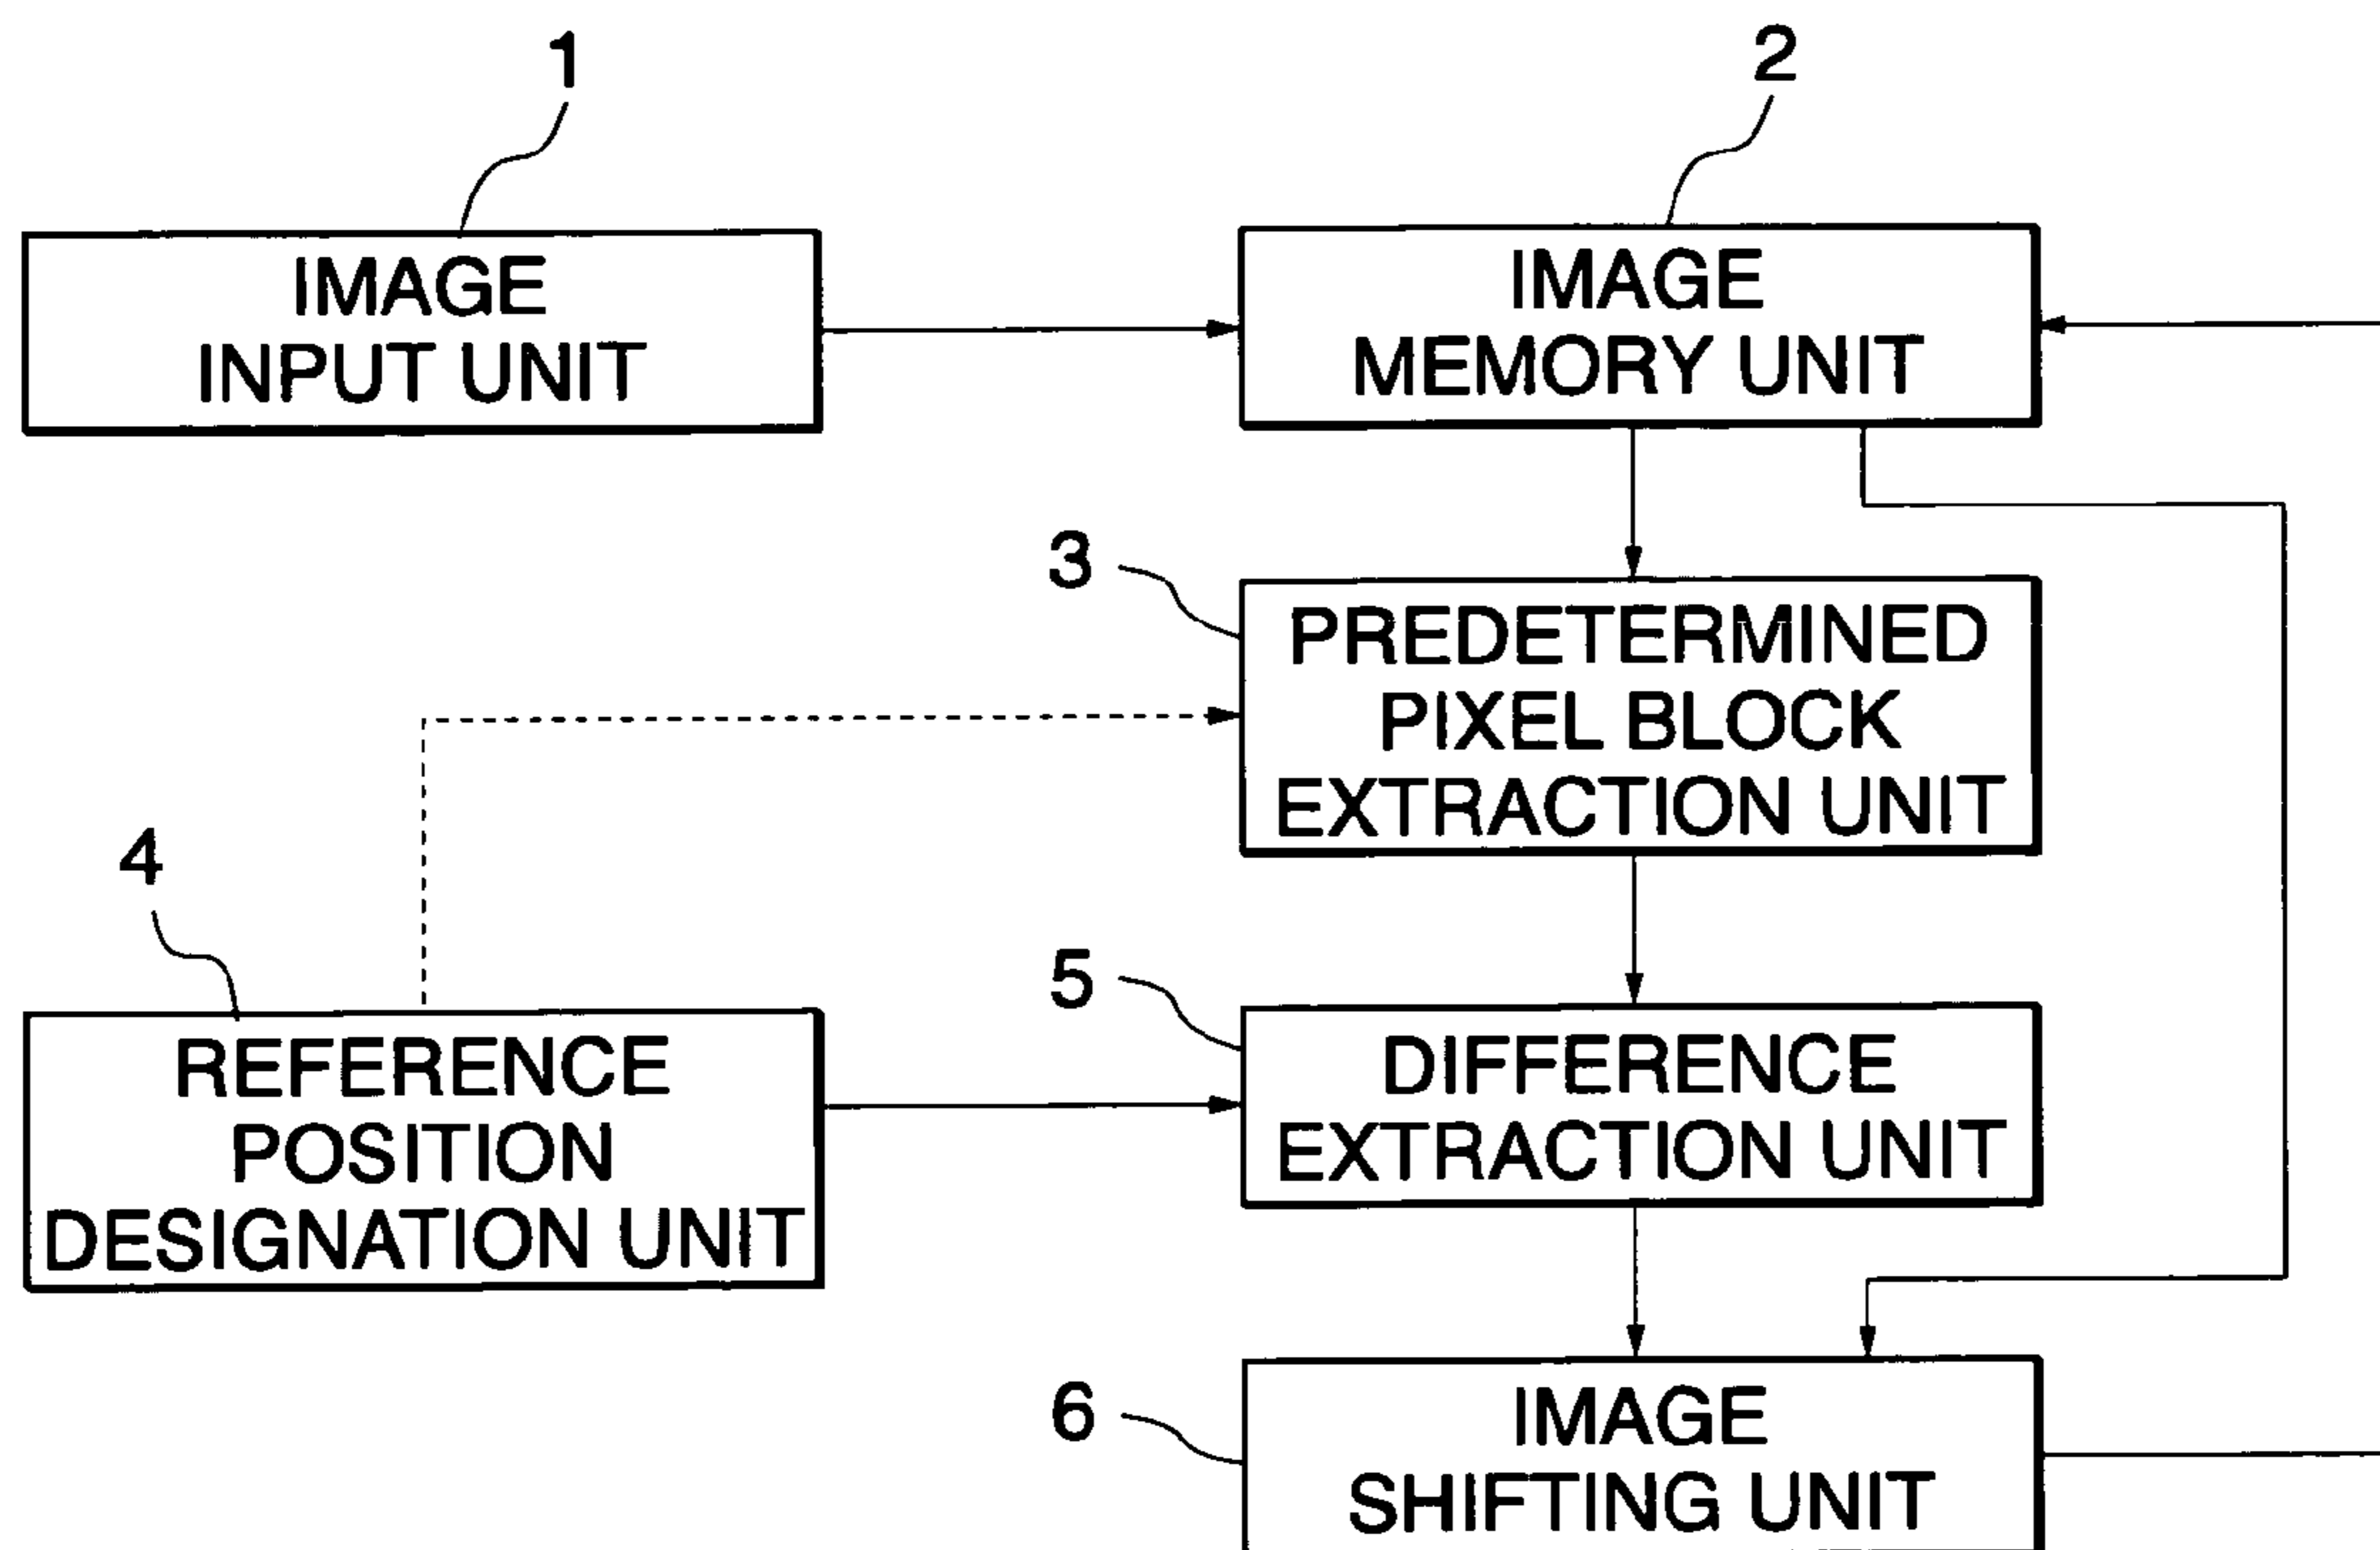 1
2
IMAGE
INPUT UNIT
IMAGE
MEMORY UNIT
3
PREDETERMINED
PIXEL BLOCK
EXTRACTION UNIT
4
REFERENCE
POSITION
DESIGNATION UNIT
5
DIFFERENCE
EXTRACTION UNIT
6
IMAGE
SHIFTING UNIT